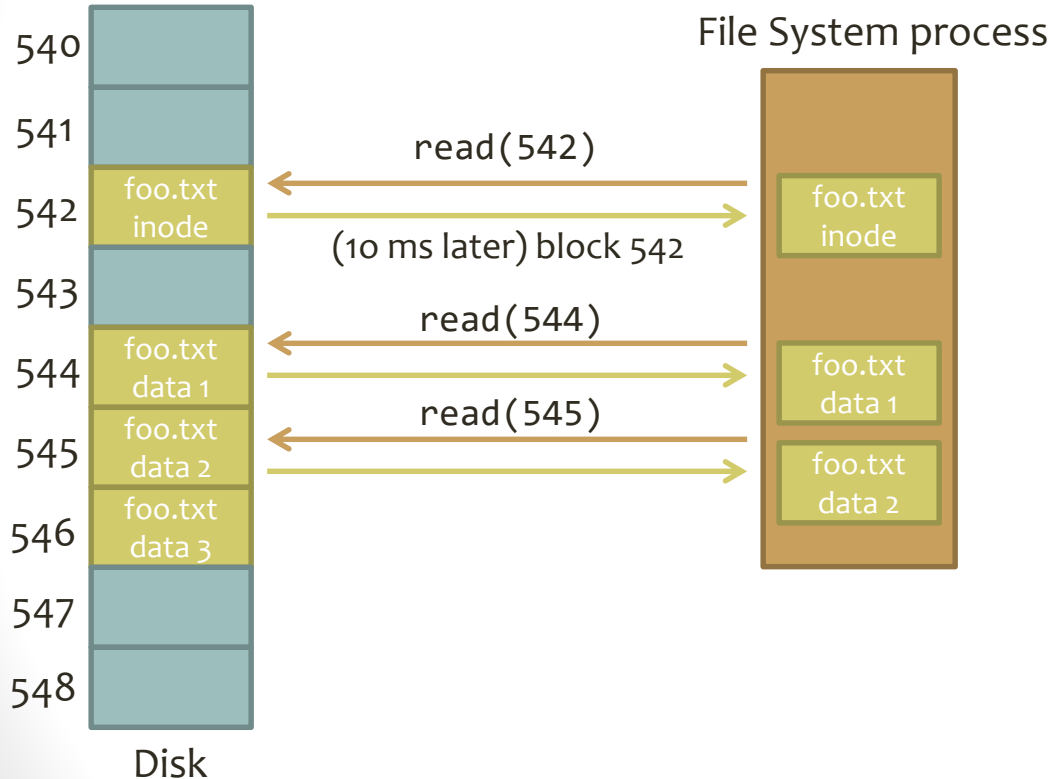 File System process
540
541
542
543
544
545
546
547
548
foo.txt
inode
foo.txt
data 1
foo.txt
data 2
foo.txt
data 3
Disk
read(542)
(10 ms later) block 542
read(544)
read(545)
foo.txt
inode
foo.txt
data 1
foo.txt
data 2